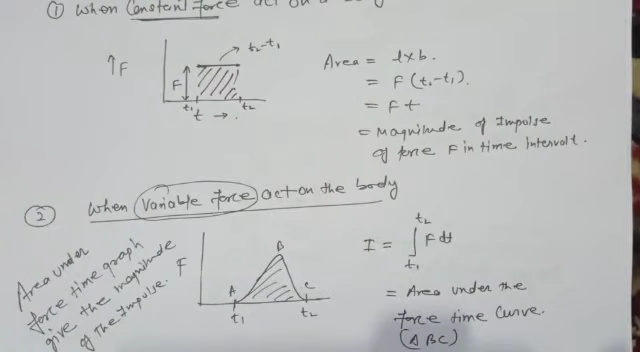 ① When Constant force act on a body
↑F
F
t₂-t₁
t₁
t₂
t →
Area = l×b.
= F (t₂-t₁).
= F t
= Magnitude of Impulse
of force F in time Intervalt.
② When Variable force act on the body
Area under
force time graph
give the magnitude
of The Impulse.
F
A
B
C
t₁
t₂
I = ∫ t₁ t₂ F dt
= Area under the
force time Curve.
(ABC)